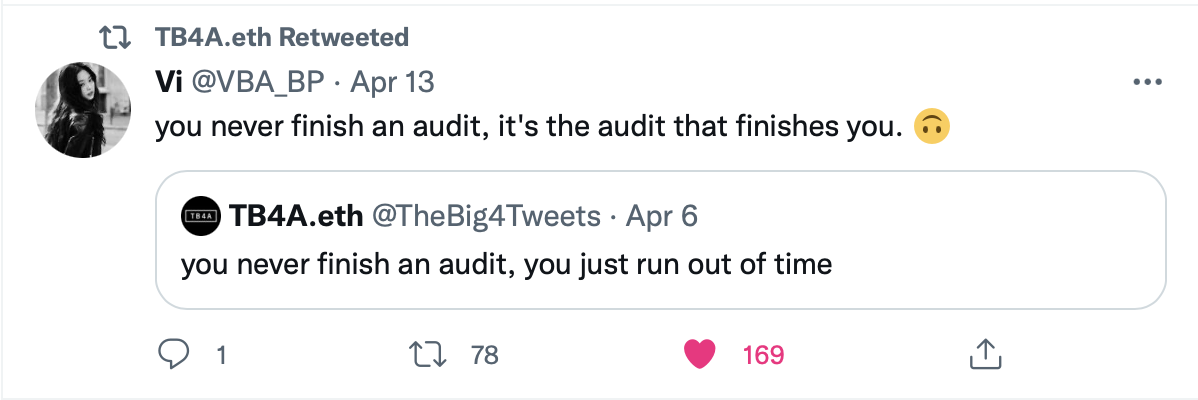 TB4A.eth Retweeted
Vi @VBA_BP · Apr 13
you never finish an audit, it's the audit that finishes you. 🙃
TB4A
TB4A.eth @TheBig4Tweets · Apr 6
you never finish an audit, you just run out of time
1 78 169